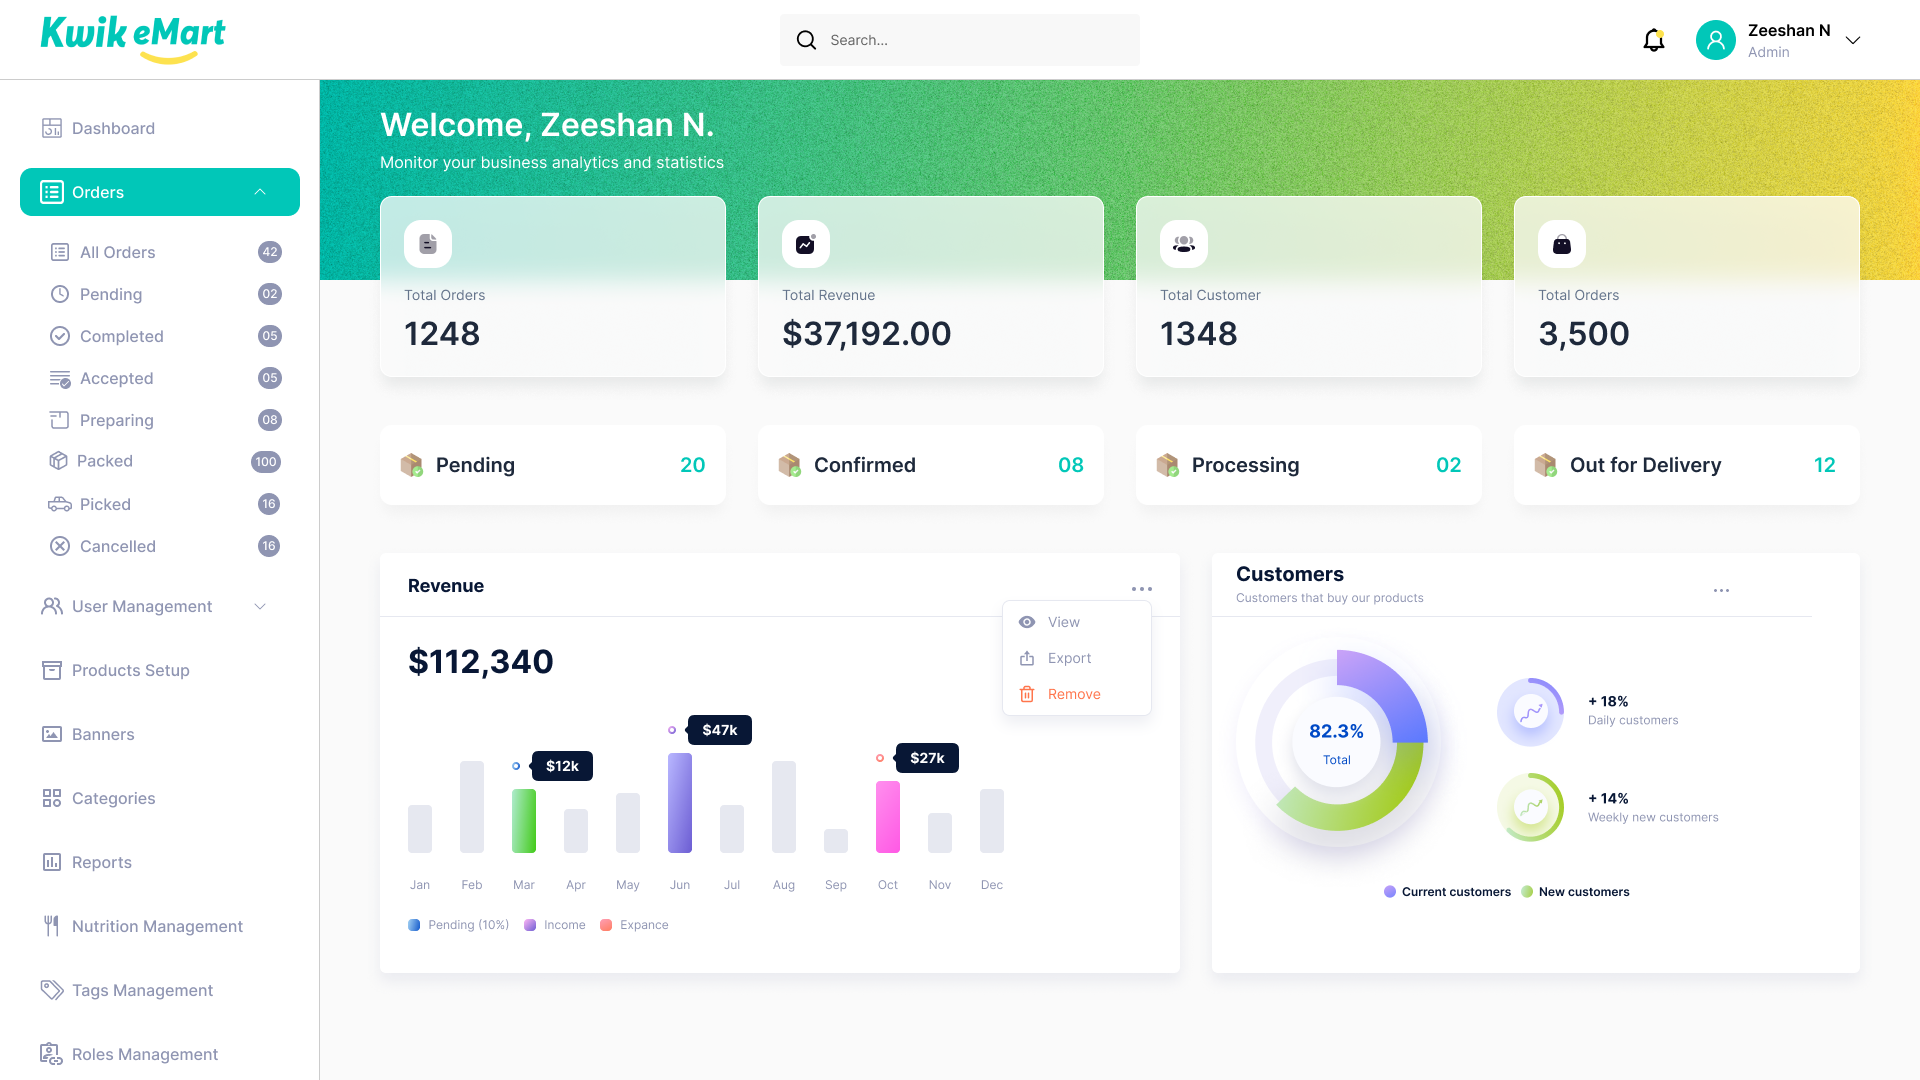 Kwik eMart
Search...
Zeeshan N
Admin
Dashboard
Orders
All Orders 42
Pending 02
Completed 05
Accepted 05
Preparing 08
Packed 100
Picked 16
Cancelled 16
User Management
Products Setup
Banners
Categories
Reports
Nutrition Management
Tags Management
Roles Management
Welcome, Zeeshan N.
Monitor your business analytics and statistics
Total Orders
1248
Total Revenue
$37,192.00
Total Customer
1348
Total Orders
3,500
Pending 20
Confirmed 08
Processing 02
Out for Delivery 12
Revenue
View
Export
Remove
$112,340
$12k
$47k
$27k
Jan Feb Mar Apr May Jun Jul Aug Sep Oct Nov Dec
Pending (10%) Income Expance
Customers
Customers that buy our products
82.3%
Total
+ 18%
Daily customers
+ 14%
Weekly new customers
Current customers New customers